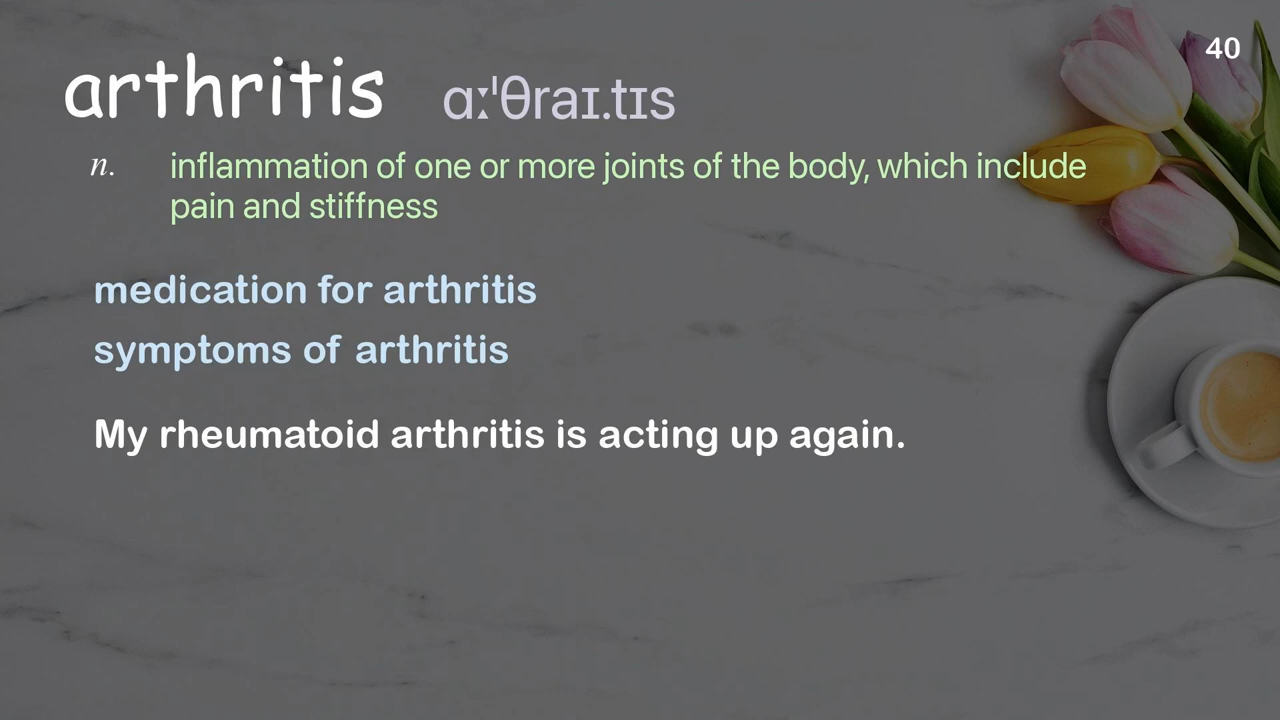 40
arthritis ɑːˈθraɪ.tɪs
n. inflammation of one or more joints of the body, which include
pain and stiffness
medication for arthritis
symptoms of arthritis
My rheumatoid arthritis is acting up again.